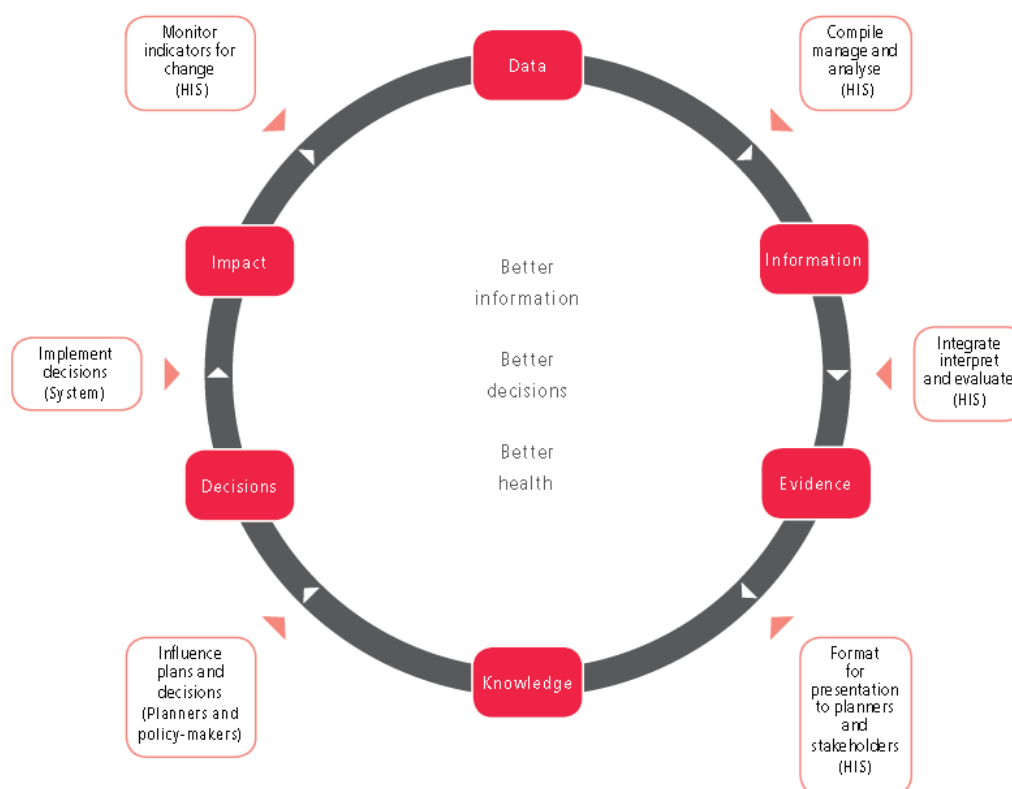 Monitor
indicators for
change
(HIS)
Data
Compile
manage and
analyse
(HIS)
Impact
Information
Better
information
Implement
decisions
(System)
Better
decisions
Integrate
interpret
and evaluate
(HIS)
Better
health
Decisions
Evidence
Influence
plans and
decisions
(Planners and
policy-makers)
Knowledge
Format
for
presentation
to planners
and
stakeholders
(HIS)